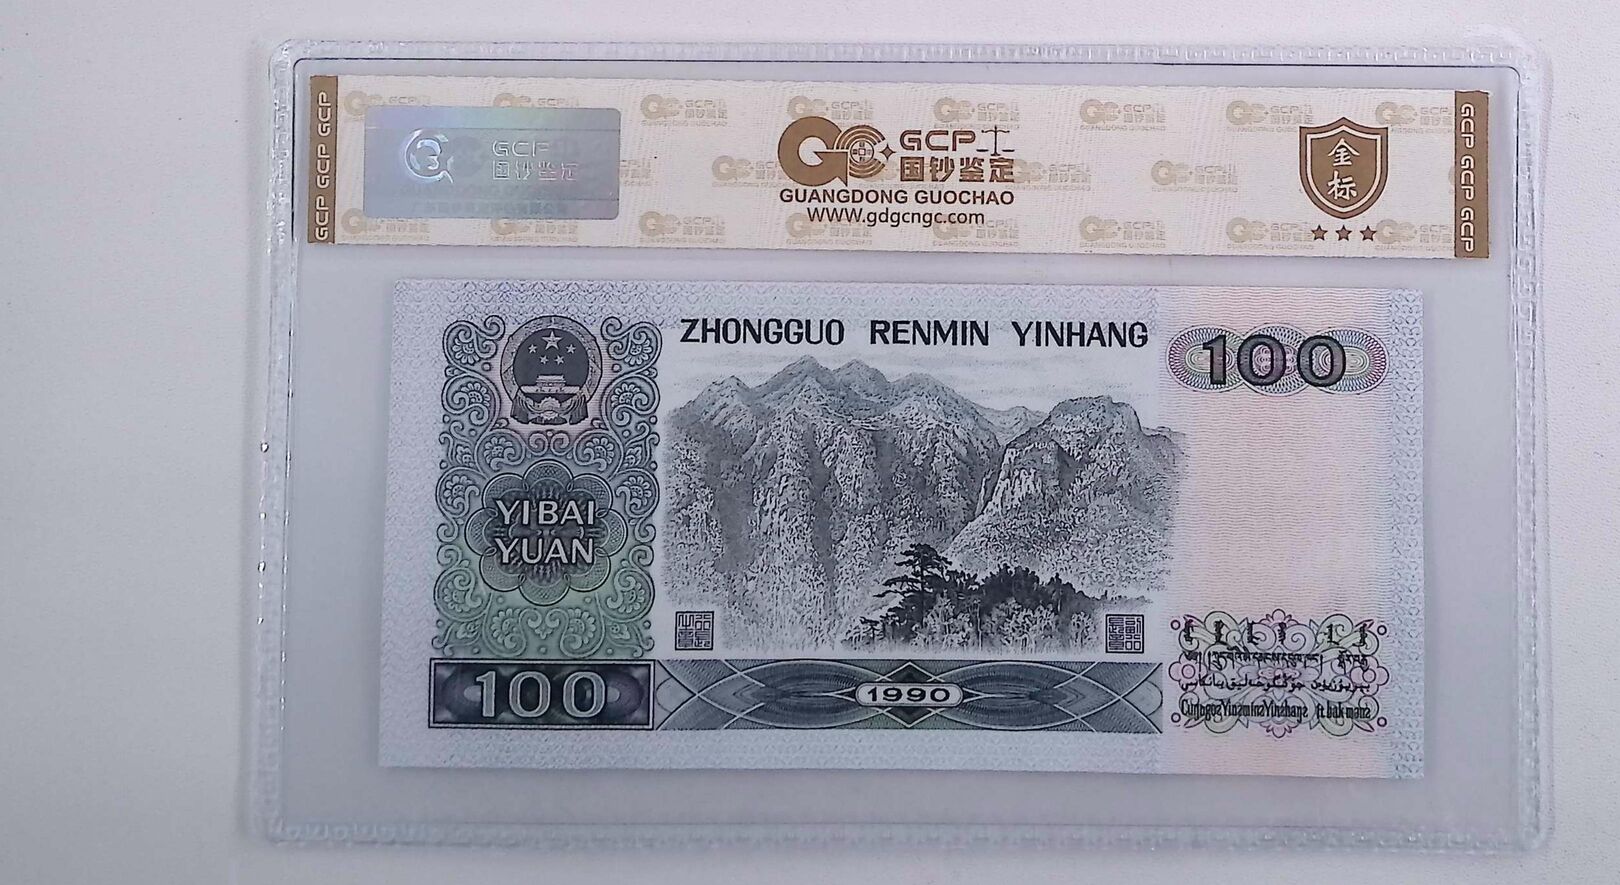 GCP GCP GCP
GCP
国钞鉴定
GCP
国钞鉴定
GUANGDONG GUOCHAO
WWW.gdgcngc.com
金标
GCP GCP GCP
ZHONGGUO RENMIN YINHANG
100
YIBAI
YUAN
100
1990